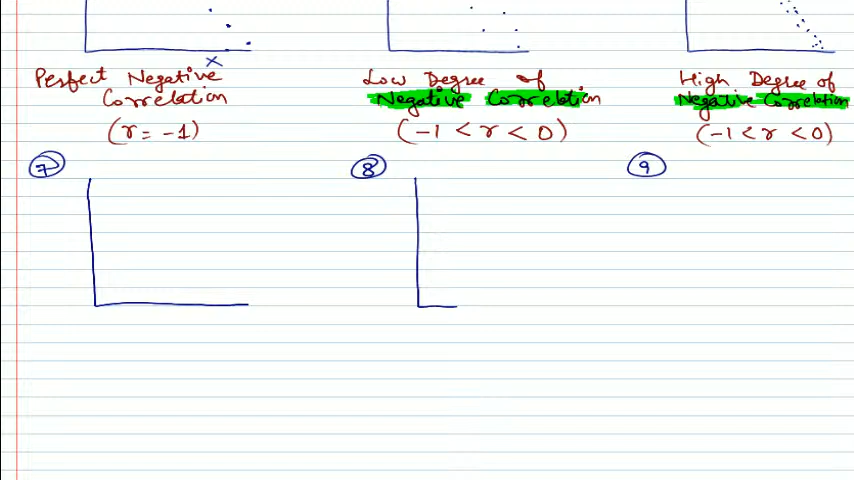 X
Perfect Negative
Correlation
(r = -1)
Low Degree of
Negative Correlation
(-1 < r < 0)
High Degree of
Negative Correlation
(-1 < r < 0)
7
8
9